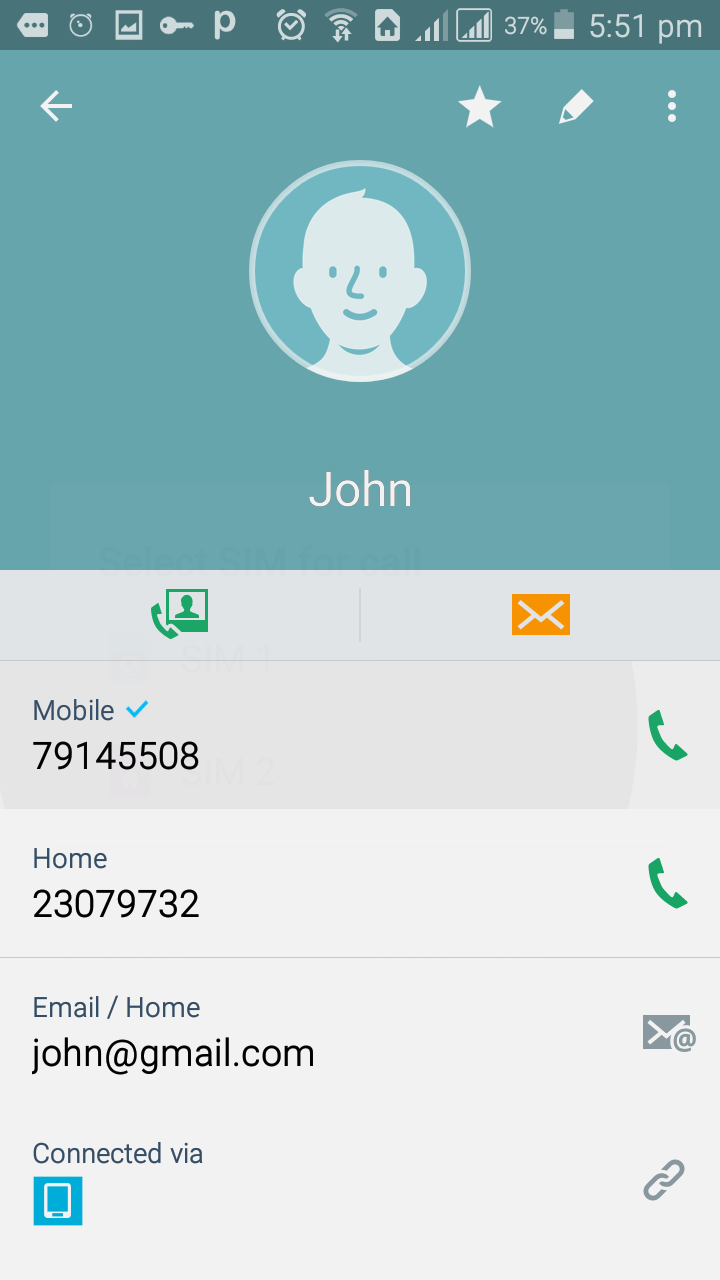 37% 5:51 pm
John
Select SIM for call
SIM 1
Mobile
79145508
SIM 2
Home
23079732
Email / Home
john@gmail.com
Connected via